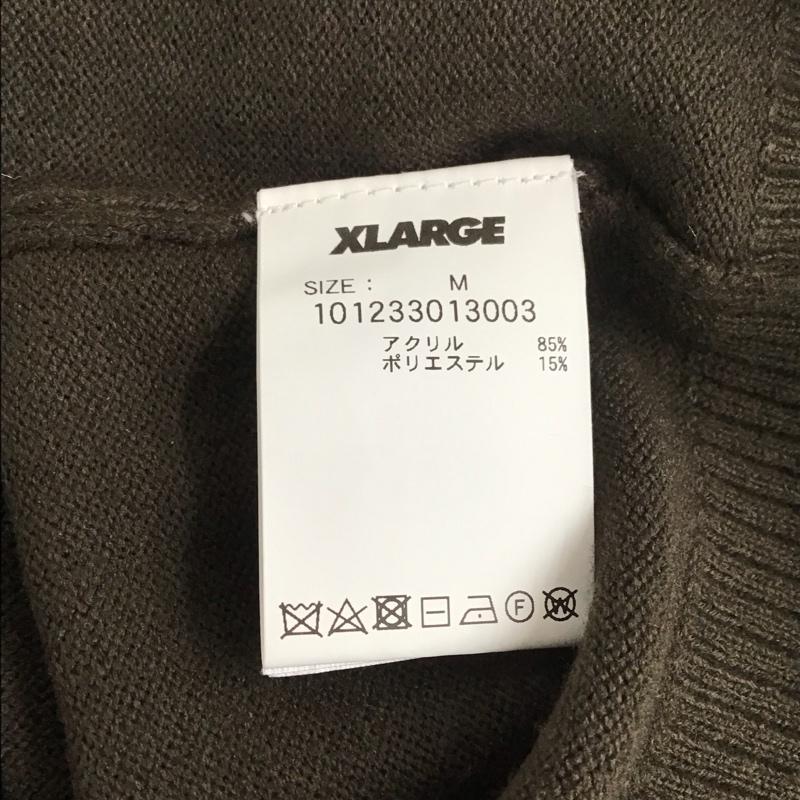 XLARGE
SIZE : M
101233013003
アクリル 85%
ポリエステル 15%
F W